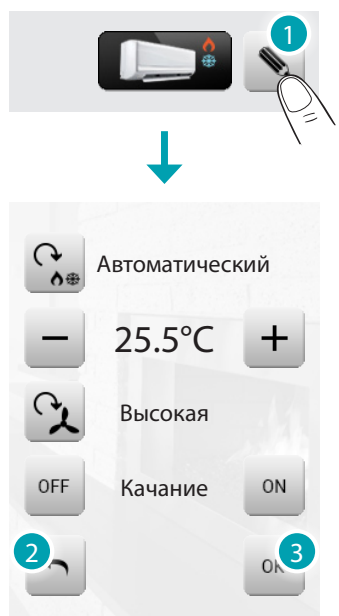 1
Автоматический
− 25.5°C +
Высокая
OFF Качание ON
2 OK 3